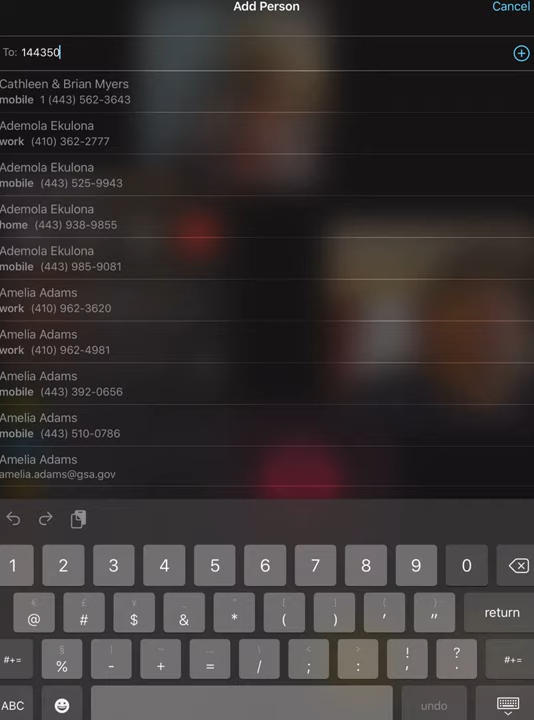 Add Person
Cancel
To: 144350
Cathleen & Brian Myers
mobile 1 (443) 562-3643
Ademola Ekulona
work (410) 362-2777
Ademola Ekulona
mobile (443) 525-9943
Ademola Ekulona
home (443) 938-9855
Ademola Ekulona
mobile (443) 985-9081
Amelia Adams
work (410) 962-3620
Amelia Adams
work (410) 962-4981
Amelia Adams
mobile (443) 392-0656
Amelia Adams
mobile (443) 510-0786
Amelia Adams
amelia.adams@gsa.gov
1 2 3 4 5 6 7 8 9 0
@ # $ & * ( ) ' " return
#+= % - + = / ; : ! ? #+=
ABC undo